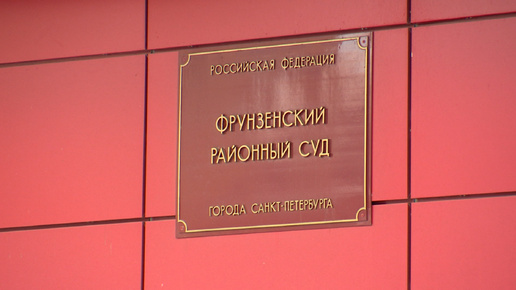 РОССИЙСКАЯ ФЕДЕРАЦИЯ
ФРУНЗЕНСКИЙ
РАЙОННЫЙ СУД
ГОРОДА САНКТ-ПЕТЕРБУРГА